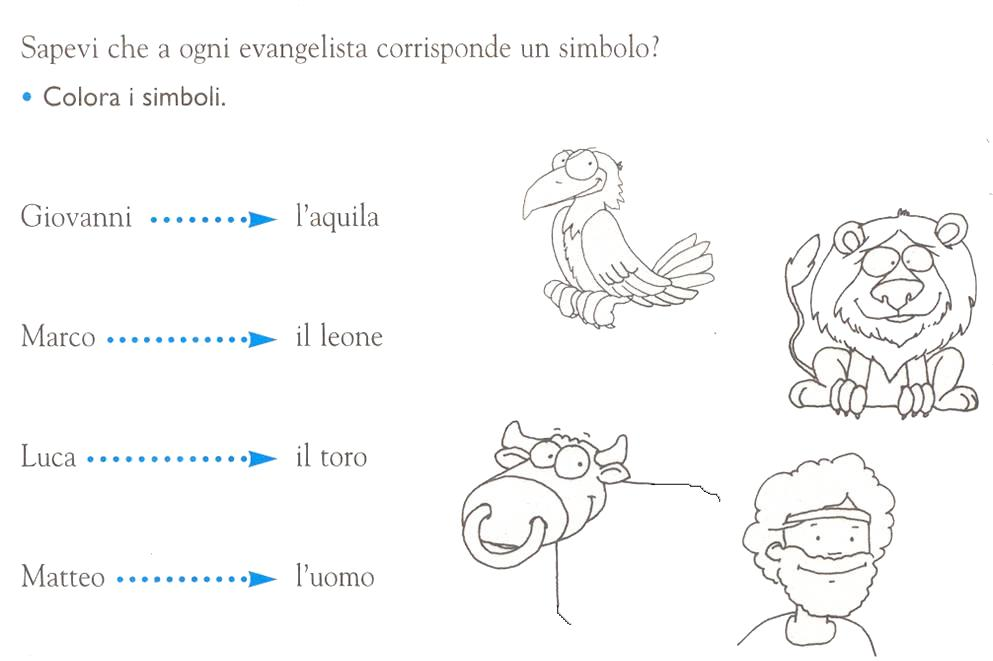 Sapevi che a ogni evangelista corrisponde un simbolo?
• Colora i simboli.
Giovanni l'aquila
Marco il leone
Luca il toro
Matteo l'uomo